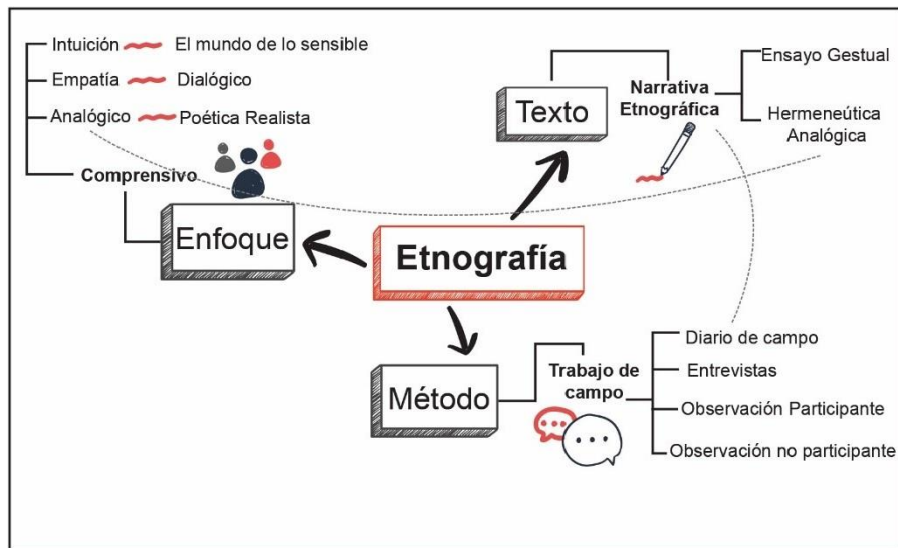 Intuición
El mundo de lo sensible
Empatía
Dialógico
Analógico
Poética Realista
Comprensivo
Enfoque
Texto
Narrativa
Etnográfica
Ensayo Gestual
Hermeneútica
Analógica
Etnografía
Método
Trabajo de
campo
Diario de campo
Entrevistas
Observación Participante
Observación no participante